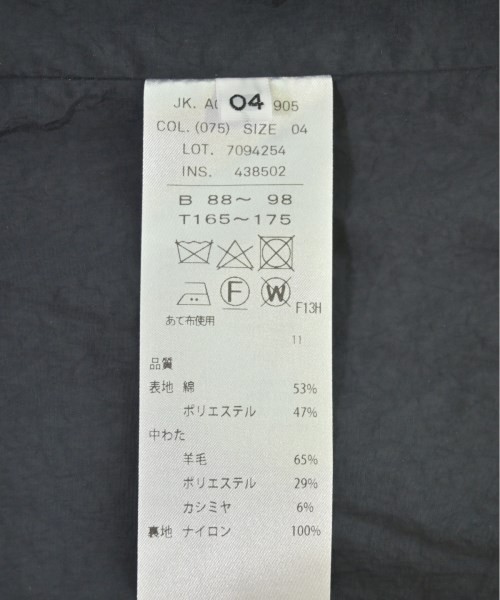 JK. A 04 905
COL.(075) SIZE 04
LOT. 7094254
INS. 438502
B 88～ 98
T165～175
F W
F13H
あて布使用
11
品質
表地 綿 53%
ポリエステル 47%
中わた
羊毛 65%
ポリエステル 29%
カシミヤ 6%
裏地 ナイロン 100%